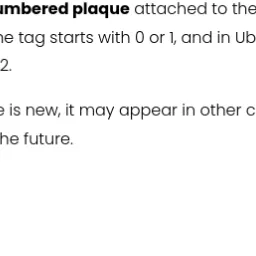 umbered plaque attached to the
he tag starts with 0 or 1, and in Ub
2.
e is new, it may appear in other c
he future.